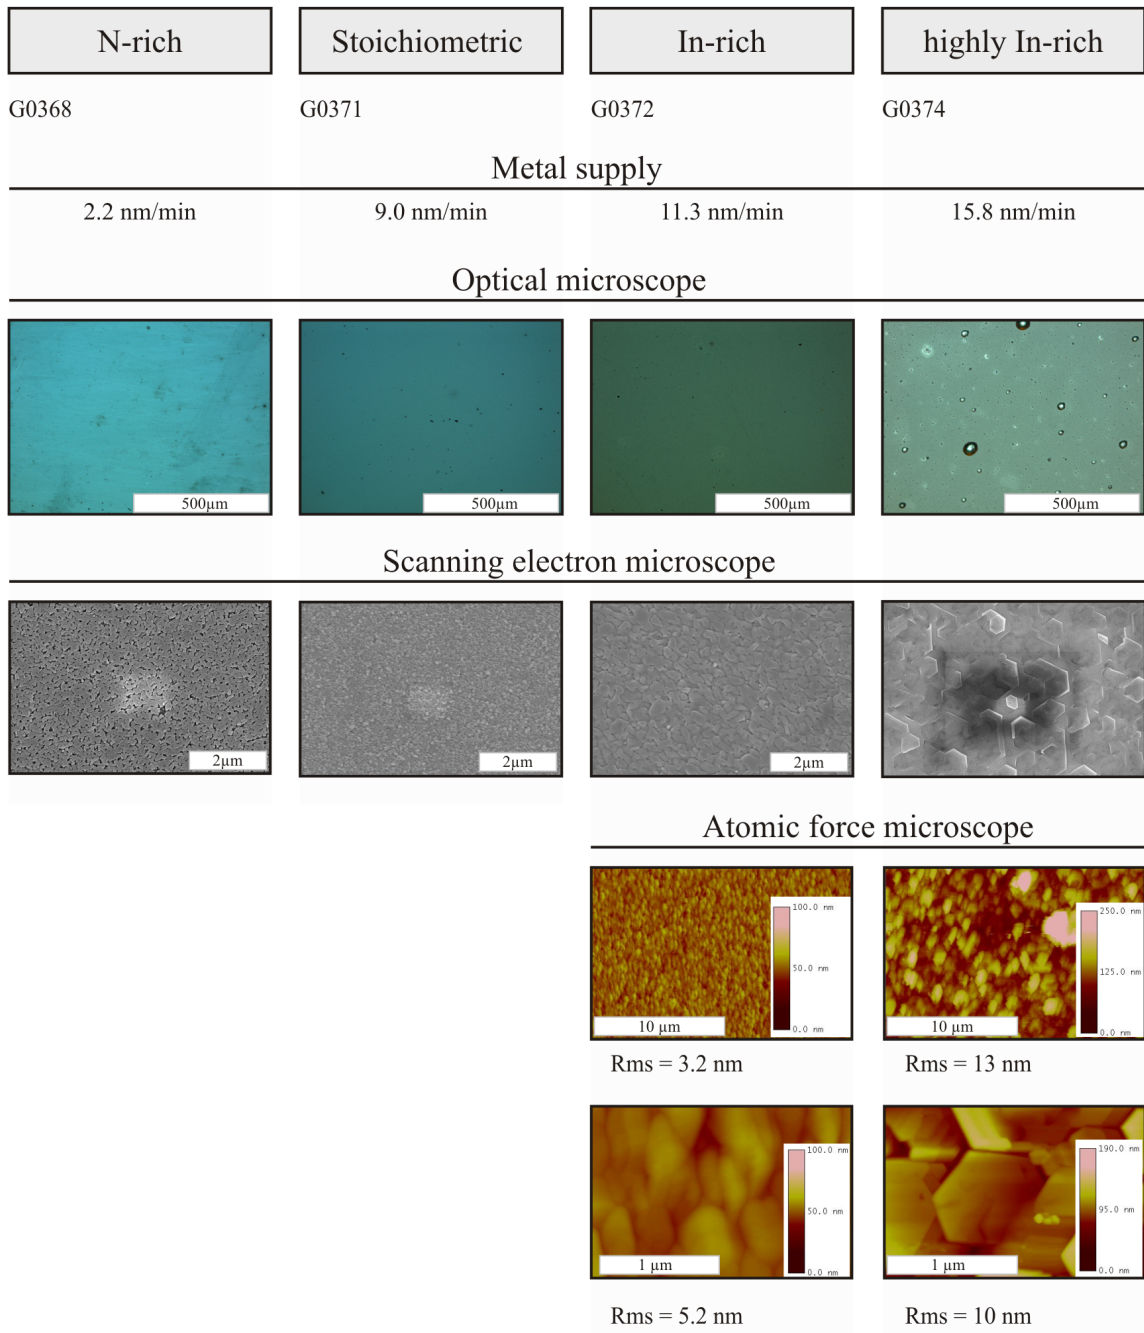 N-rich Stoichiometric In-rich highly In-rich
G0368 G0371 G0372 G0374
Metal supply
2.2 nm/min 9.0 nm/min 11.3 nm/min 15.8 nm/min
Optical microscope
500µm 500µm 500µm 500µm
Scanning electron microscope
2µm 2µm 2µm
Atomic force microscope
100.0 nm 250.0 nm
50.0 nm 125.0 nm
10 µm 0.0 nm 10 µm 0.0 nm
Rms = 3.2 nm Rms = 13 nm
100.0 nm 190.0 nm
50.0 nm 95.0 nm
1 µm 0.0 nm 1 µm 0.0 nm
Rms = 5.2 nm Rms = 10 nm